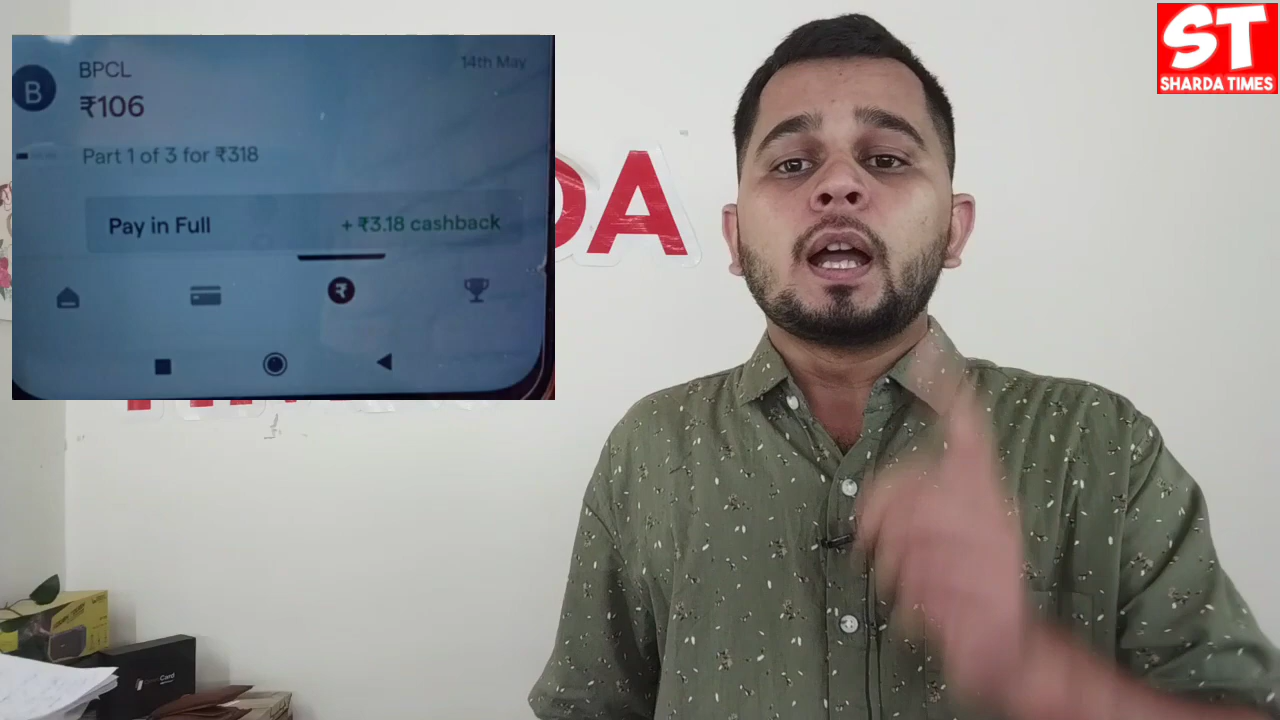 BPCL
14th May
B
₹106
Part 1 of 3 for ₹318
Pay in Full
+ ₹3.18 cashback
₹
ST
SHARDA TIMES
DA
Card